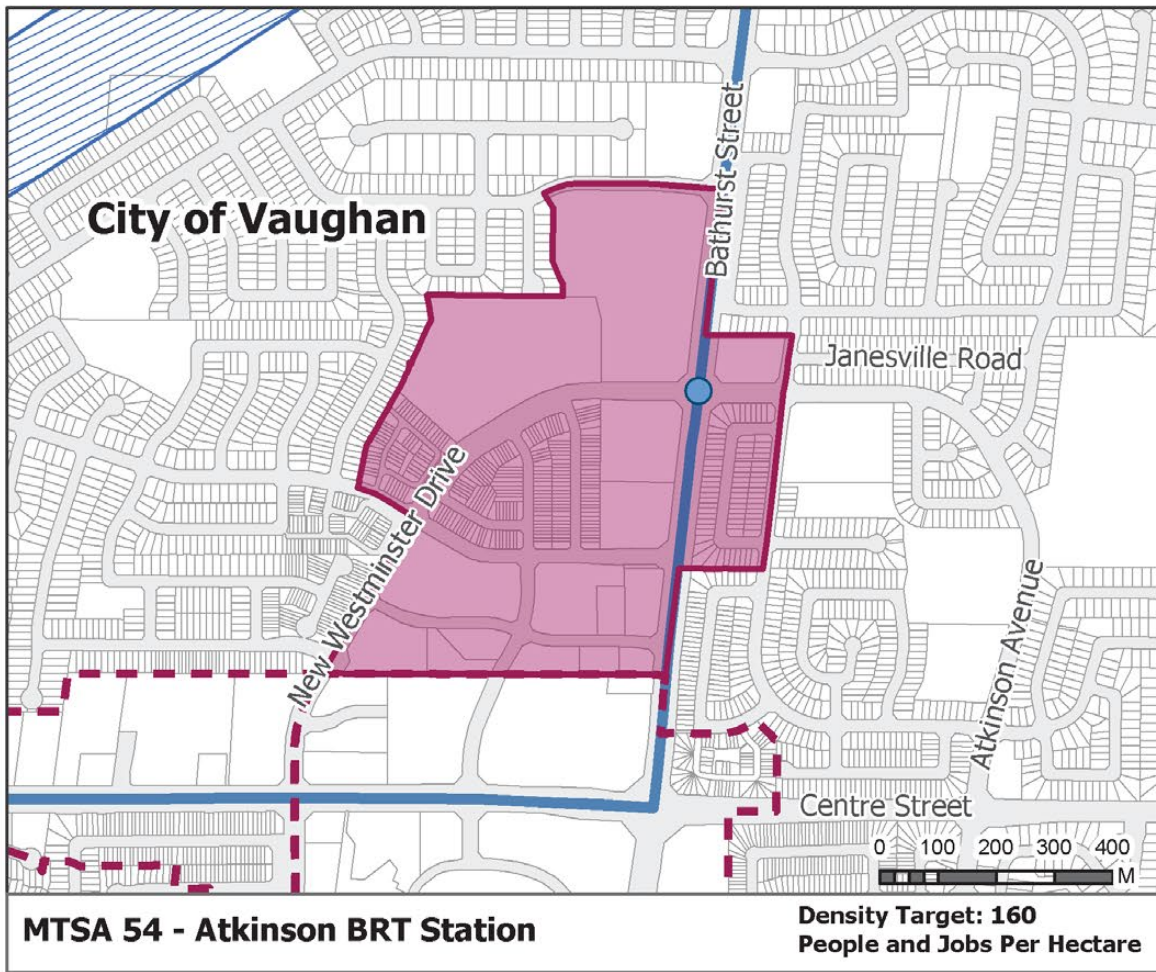 Bathurst Street
City of Vaughan
Janesville Road
New Westminster Drive
Atkinson Avenue
Centre Street
0 100 200 300 400
M
MTSA 54 - Atkinson BRT Station
Density Target: 160
People and Jobs Per Hectare